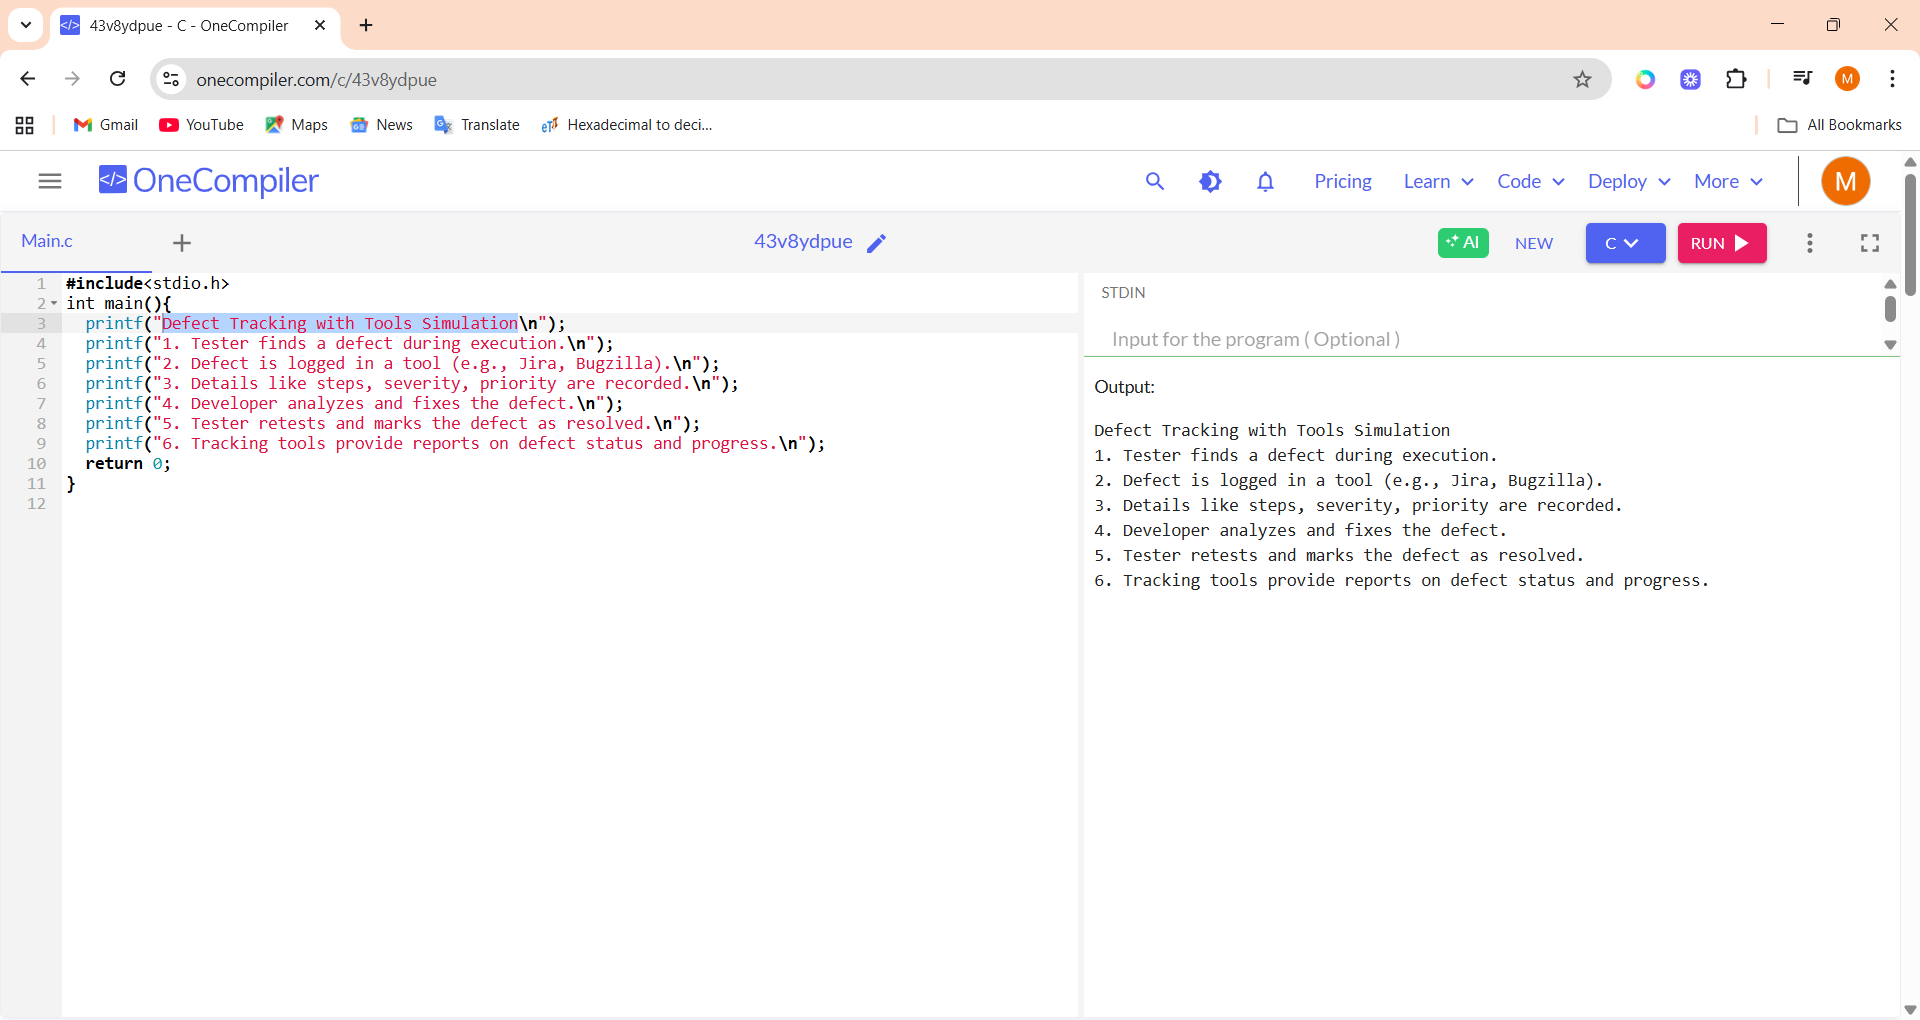 43v8ydpue - C - OneCompiler
onecompiler.com/c/43v8ydpue
M
Gmail
YouTube
Maps
News
Translate
Hexadecimal to deci...
All Bookmarks
</> OneCompiler
Pricing
Learn
Code
Deploy
More
M
Main.c
43v8ydpue
AI
NEW
C
RUN
1 #include<stdio.h>
2 int main(){
3 printf("Defect Tracking with Tools Simulation\n");
4 printf("1. Tester finds a defect during execution.\n");
5 printf("2. Defect is logged in a tool (e.g., Jira, Bugzilla).\n");
6 printf("3. Details like steps, severity, priority are recorded.\n");
7 printf("4. Developer analyzes and fixes the defect.\n");
8 printf("5. Tester retests and marks the defect as resolved.\n");
9 printf("6. Tracking tools provide reports on defect status and progress.\n");
10 return 0;
11 }
12
STDIN
Input for the program ( Optional )
Output:
Defect Tracking with Tools Simulation
1. Tester finds a defect during execution.
2. Defect is logged in a tool (e.g., Jira, Bugzilla).
3. Details like steps, severity, priority are recorded.
4. Developer analyzes and fixes the defect.
5. Tester retests and marks the defect as resolved.
6. Tracking tools provide reports on defect status and progress.